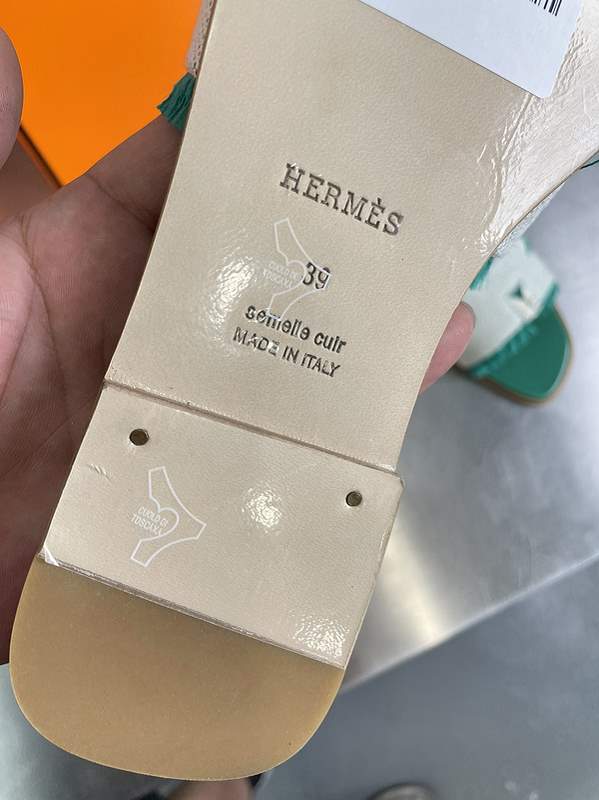 HERMÈS
39
CUOIO DI
TOSCANA
semelle cuir
MADE IN ITALY
CUOIO DI
TOSCANA